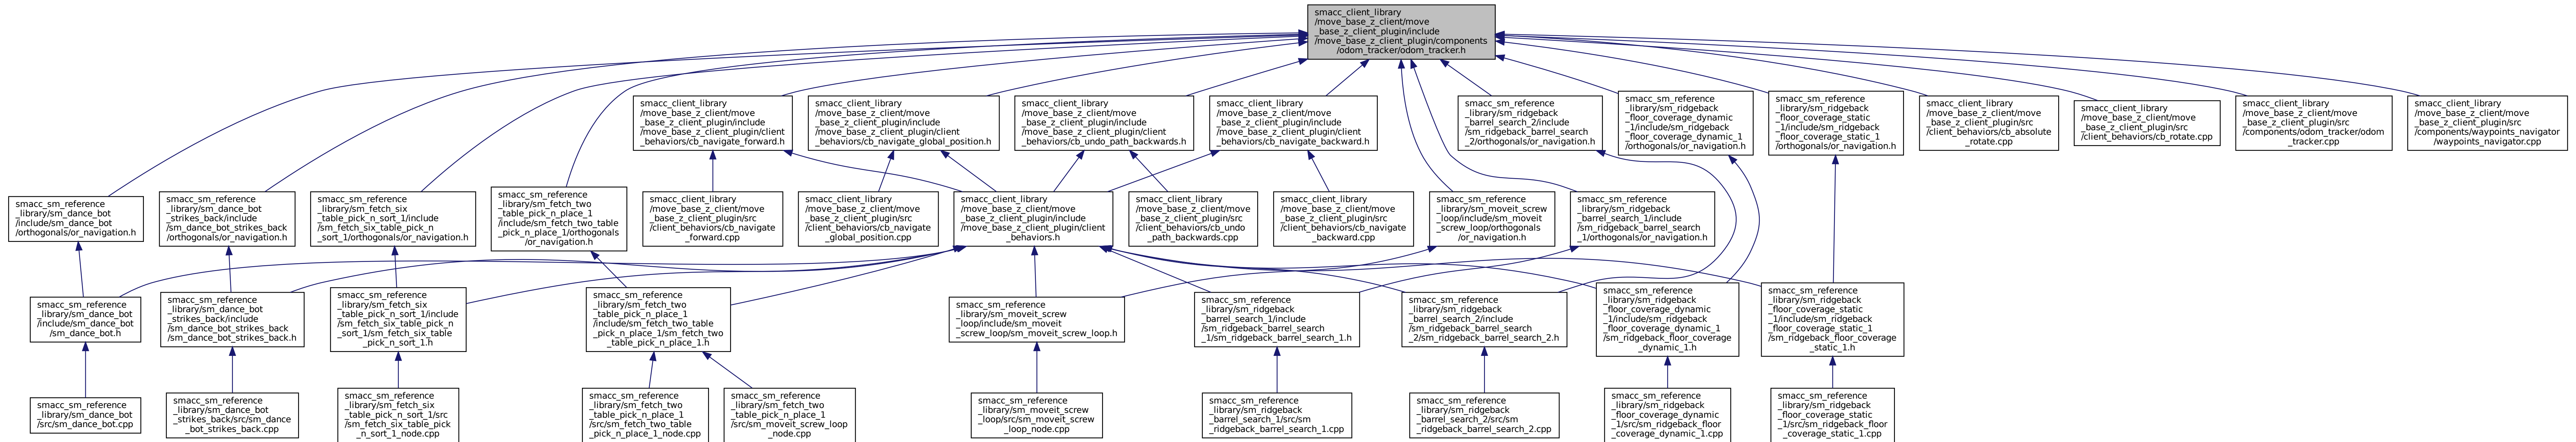 smacc_client_library
/move_base_z_client/move
_base_z_client_plugin/include
/move_base_z_client_plugin/components
/odom_tracker/odom_tracker.h
smacc_client_library
/move_base_z_client/move
_base_z_client_plugin/include
/move_base_z_client_plugin/client
_behaviors/cb_navigate_forward.h
smacc_client_library
/move_base_z_client/move
_base_z_client_plugin/include
/move_base_z_client_plugin/client
_behaviors/cb_navigate_global_position.h
smacc_client_library
/move_base_z_client/move
_base_z_client_plugin/include
/move_base_z_client_plugin/client
_behaviors/cb_undo_path_backwards.h
smacc_client_library
/move_base_z_client/move
_base_z_client_plugin/include
/move_base_z_client_plugin/client
_behaviors/cb_navigate_backward.h
smacc_sm_reference
_library/sm_ridgeback
_barrel_search_2/include
/sm_ridgeback_barrel_search
_2/orthogonals/or_navigation.h
smacc_sm_reference
_library/sm_ridgeback
_floor_coverage_dynamic
_1/include/sm_ridgeback
_floor_coverage_dynamic_1
/orthogonals/or_navigation.h
smacc_sm_reference
_library/sm_ridgeback
_floor_coverage_static
_1/include/sm_ridgeback
_floor_coverage_static_1
/orthogonals/or_navigation.h
smacc_client_library
/move_base_z_client/move
_base_z_client_plugin/src
/client_behaviors/cb_absolute
_rotate.cpp
smacc_client_library
/move_base_z_client/move
_base_z_client_plugin/src
/client_behaviors/cb_rotate.cpp
smacc_client_library
/move_base_z_client/move
_base_z_client_plugin/src
/components/odom_tracker/odom
_tracker.cpp
smacc_client_library
/move_base_z_client/move
_base_z_client_plugin/src
/components/waypoints_navigator
/waypoints_navigator.cpp
smacc_sm_reference
_library/sm_dance_bot
/include/sm_dance_bot
/orthogonals/or_navigation.h
smacc_sm_reference
_library/sm_dance_bot
_strikes_back/include
/sm_dance_bot_strikes_back
/orthogonals/or_navigation.h
smacc_sm_reference
_library/sm_fetch_six
_table_pick_n_sort_1/include
/sm_fetch_six_table_pick_n
_sort_1/orthogonals/or_navigation.h
smacc_sm_reference
_library/sm_fetch_two
_table_pick_n_place_1
/include/sm_fetch_two_table
_pick_n_place_1/orthogonals
/or_navigation.h
smacc_client_library
/move_base_z_client/move
_base_z_client_plugin/src
/client_behaviors/cb_navigate
_forward.cpp
smacc_client_library
/move_base_z_client/move
_base_z_client_plugin/src
/client_behaviors/cb_navigate
_global_position.cpp
smacc_client_library
/move_base_z_client/move
_base_z_client_plugin/include
/move_base_z_client_plugin/client
_behaviors.h
smacc_client_library
/move_base_z_client/move
_base_z_client_plugin/src
/client_behaviors/cb_undo
_path_backwards.cpp
smacc_client_library
/move_base_z_client/move
_base_z_client_plugin/src
/client_behaviors/cb_navigate
_backward.cpp
smacc_sm_reference
_library/sm_moveit_screw
_loop/include/sm_moveit
_screw_loop/orthogonals
/or_navigation.h
smacc_sm_reference
_library/sm_ridgeback
_barrel_search_1/include
/sm_ridgeback_barrel_search
_1/orthogonals/or_navigation.h
smacc_sm_reference
_library/sm_dance_bot
/include/sm_dance_bot
/sm_dance_bot.h
smacc_sm_reference
_library/sm_dance_bot
_strikes_back/include
/sm_dance_bot_strikes_back
/sm_dance_bot_strikes_back.h
smacc_sm_reference
_library/sm_fetch_six
_table_pick_n_sort_1/include
/sm_fetch_six_table_pick_n
_sort_1/sm_fetch_six_table
_pick_n_sort_1.h
smacc_sm_reference
_library/sm_fetch_two
_table_pick_n_place_1
/include/sm_fetch_two_table
_pick_n_place_1/sm_fetch_two
_table_pick_n_place_1.h
smacc_sm_reference
_library/sm_moveit_screw
_loop/include/sm_moveit
_screw_loop/sm_moveit_screw_loop.h
smacc_sm_reference
_library/sm_ridgeback
_barrel_search_1/include
/sm_ridgeback_barrel_search
_1/sm_ridgeback_barrel_search_1.h
smacc_sm_reference
_library/sm_ridgeback
_barrel_search_2/include
/sm_ridgeback_barrel_search
_2/sm_ridgeback_barrel_search_2.h
smacc_sm_reference
_library/sm_ridgeback
_floor_coverage_dynamic
_1/include/sm_ridgeback
_floor_coverage_dynamic_1
/sm_ridgeback_floor_coverage
_dynamic_1.h
smacc_sm_reference
_library/sm_ridgeback
_floor_coverage_static
_1/include/sm_ridgeback
_floor_coverage_static_1
/sm_ridgeback_floor_coverage
_static_1.h
smacc_sm_reference
_library/sm_dance_bot
/src/sm_dance_bot.cpp
smacc_sm_reference
_library/sm_dance_bot
_strikes_back/src/sm_dance
_bot_strikes_back.cpp
smacc_sm_reference
_library/sm_fetch_six
_table_pick_n_sort_1/src
/sm_fetch_six_table_pick
_n_sort_1_node.cpp
smacc_sm_reference
_library/sm_fetch_two
_table_pick_n_place_1
/src/sm_fetch_two_table
_pick_n_place_1_node.cpp
smacc_sm_reference
_library/sm_fetch_two
_table_pick_n_place_1
/src/sm_moveit_screw_loop
_node.cpp
smacc_sm_reference
_library/sm_moveit_screw
_loop/src/sm_moveit_screw
_loop_node.cpp
smacc_sm_reference
_library/sm_ridgeback
_barrel_search_1/src/sm
_ridgeback_barrel_search_1.cpp
smacc_sm_reference
_library/sm_ridgeback
_barrel_search_2/src/sm
_ridgeback_barrel_search_2.cpp
smacc_sm_reference
_library/sm_ridgeback
_floor_coverage_dynamic
_1/src/sm_ridgeback_floor
_coverage_dynamic_1.cpp
smacc_sm_reference
_library/sm_ridgeback
_floor_coverage_static
_1/src/sm_ridgeback_floor
_coverage_static_1.cpp